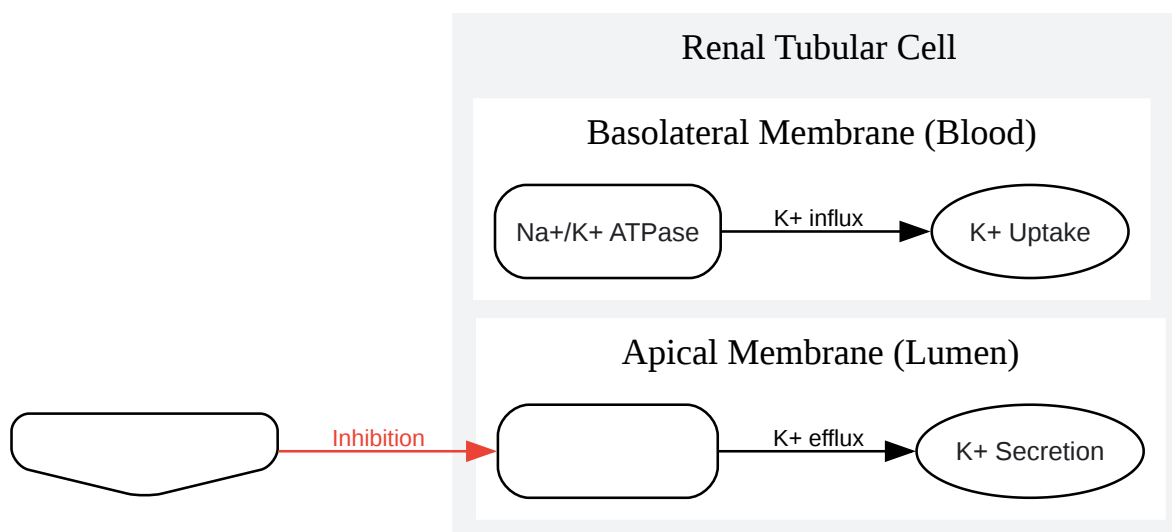 Renal Tubular Cell
Basolateral Membrane (Blood)
Na+/K+ ATPase
K+ influx
K+ Uptake
Apical Membrane (Lumen)
Inhibition
K+ efflux
K+ Secretion